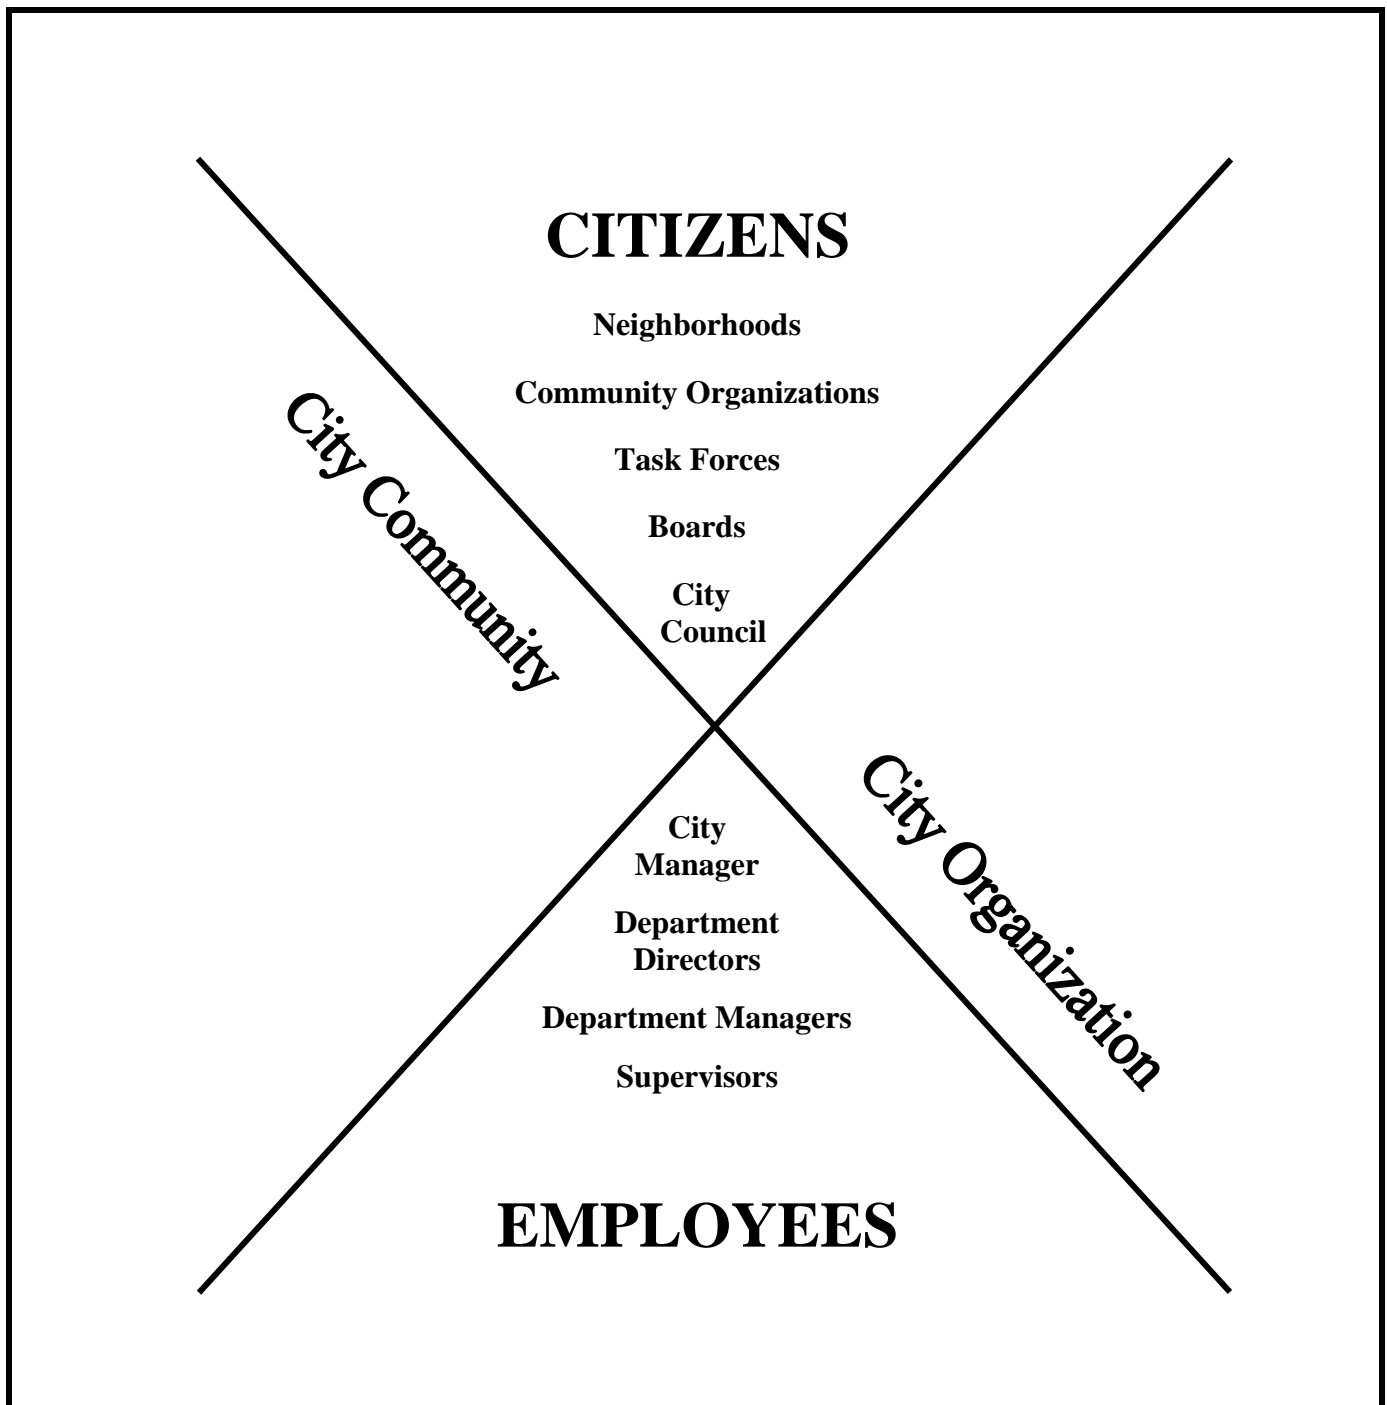 CITIZENS
Neighborhoods
Community Organizations
Task Forces
Boards
City
Council
City Community
City
Manager
Department
Directors
Department Managers
Supervisors
City Organization
EMPLOYEES